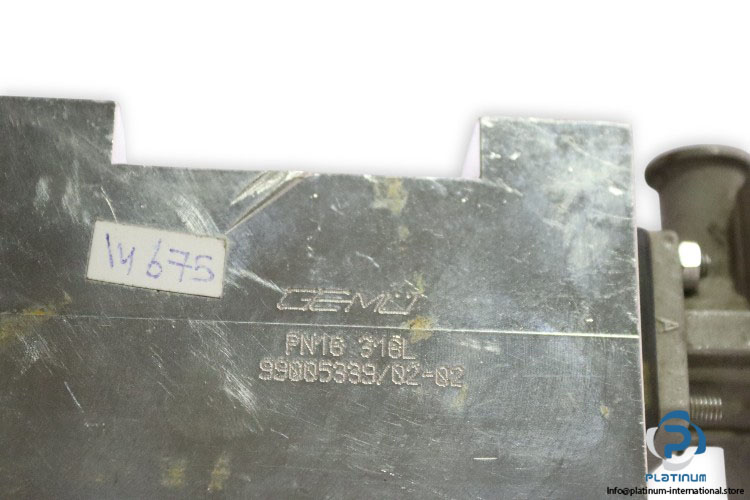 14675
GEMÜ
PN16 316L
99005339/02-02
A
P
PLATINUM
Info@platinum-international.store